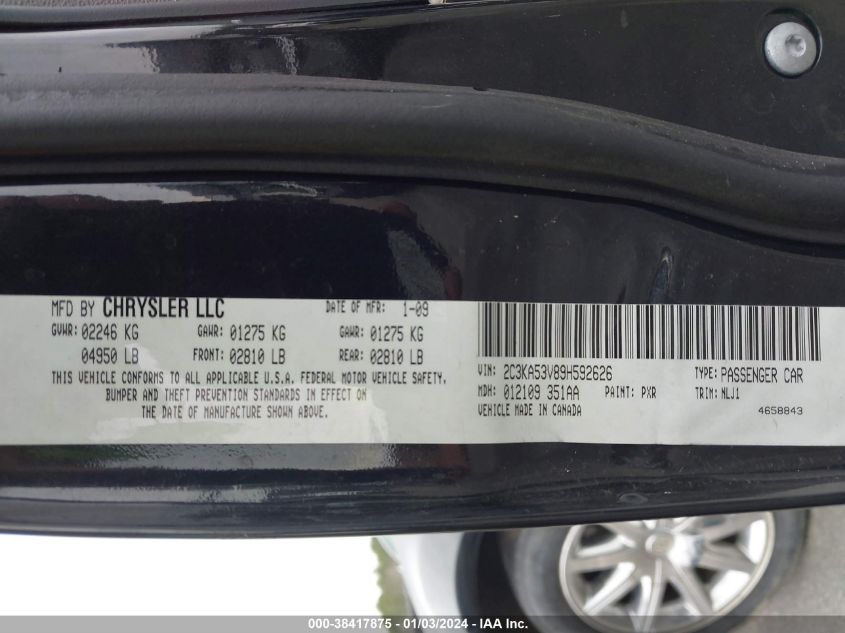 MFD BY CHRYSLER LLC DATE OF MFR: 1-09
GVWR: 02246 KG GAWR: 01275 KG GAWR: 01275 KG
04950 LB FRONT: 02810 LB REAR: 02810 LB
THIS VEHICLE CONFORMS TO ALL APPLICABLE U.S.A. FEDERAL MOTOR VEHICLE SAFETY,
BUMPER AND THEFT PREVENTION STANDARDS IN EFFECT ON
THE DATE OF MANUFACTURE SHOWN ABOVE.
VIN: 2C3KA53V89H592626 TYPE: PASSENGER CAR
MDH: 012109 351AA PAINT: PXR TRIM: NLJ1
VEHICLE MADE IN CANADA 4658843
000-38417875 - 01/03/2024 - IAA Inc.